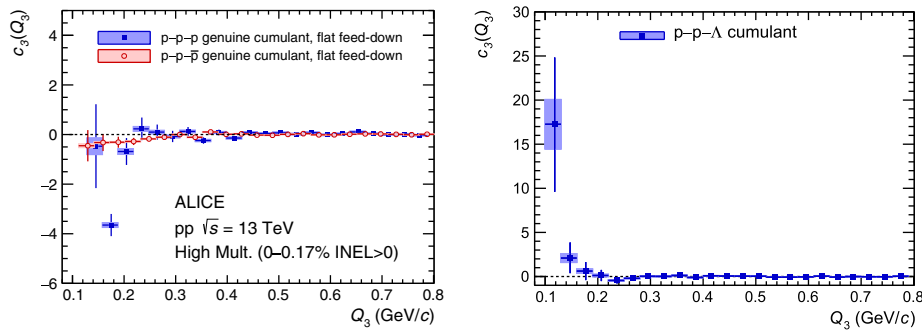 c₃(Q₃)
4
2
0
−2
−4
−6
p–p–p genuine cumulant, flat feed-down
p–p–p̅ genuine cumulant, flat feed-down
ALICE
pp √s = 13 TeV
High Mult. (0–0.17% INEL>0)
0.1 0.2 0.3 0.4 0.5 0.6 0.7 0.8
Q₃ (GeV/c)
c₃(Q₃)
30
25
20
15
10
5
0
p–p–Λ cumulant
0.1 0.2 0.3 0.4 0.5 0.6 0.7 0.8
Q₃ (GeV/c)